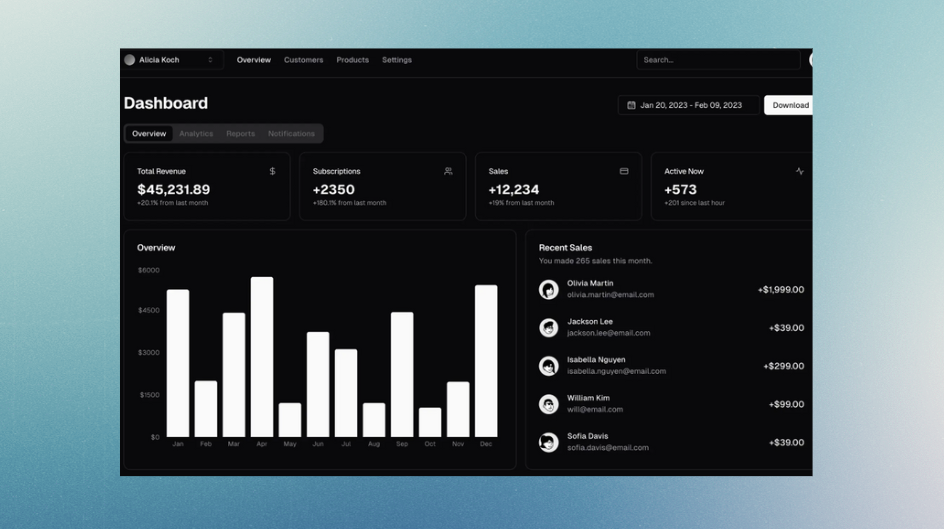 Alicia Koch Overview Customers Products Settings Search...
Dashboard
Jan 20, 2023 - Feb 09, 2023 Download
Overview Analytics Reports Notifications
Total Revenue $
$45,231.89
+20.1% from last month
Subscriptions
+2350
+180.1% from last month
Sales
+12,234
+19% from last month
Active Now
+573
+201 since last hour
Overview
$6000
$4500
$3000
$1500
$0
Jan Feb Mar Apr May Jun Jul Aug Sep Oct Nov Dec
Recent Sales
You made 265 sales this month.
Olivia Martin
olivia.martin@email.com
+$1,999.00
Jackson Lee
jackson.lee@email.com
+$39.00
Isabella Nguyen
isabella.nguyen@email.com
+$299.00
William Kim
will@email.com
+$99.00
Sofia Davis
sofia.davis@email.com
+$39.00